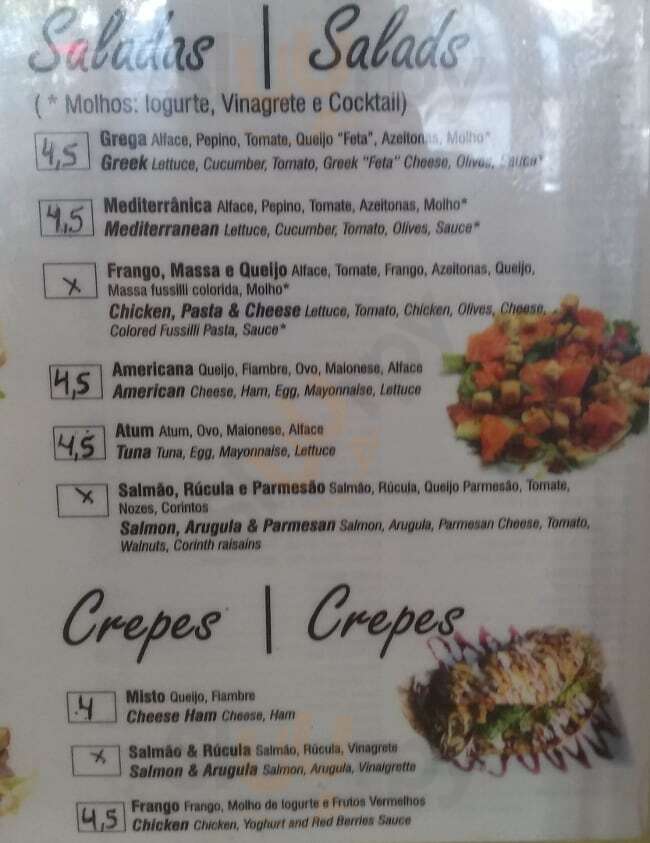 Saladas | Salads
( * Molhos: Iogurte, Vinagrete e Cocktail)
4,5 Grega Alface, Pepino, Tomate, Queijo "Feta", Azeitonas, Molho*
Greek Lettuce, Cucumber, Tomato, Greek "Feta" Cheese, Olives, Sauce*
4,5 Mediterrânica Alface, Pepino, Tomate, Azeitonas, Molho*
Mediterranean Lettuce, Cucumber, Tomato, Olives, Sauce*
x Frango, Massa e Queijo Alface, Tomate, Frango, Azeitonas, Queijo,
Massa fussilli colorida, Molho*
Chicken, Pasta & Cheese Lettuce, Tomato, Chicken, Olives, Cheese,
Colored Fussilli Pasta, Sauce*
4,5 Americana Queijo, Fiambre, Ovo, Maionese, Alface
American Cheese, Ham, Egg, Mayonnaise, Lettuce
4,5 Atum Atum, Ovo, Maionese, Alface
Tuna Tuna, Egg, Mayonnaise, Lettuce
x Salmão, Rúcula e Parmesão Salmão, Rúcula, Queijo Parmesão, Tomate,
Nozes, Corintos
Salmon, Arugula & Parmesan Salmon, Arugula, Parmesan Cheese, Tomato,
Walnuts, Corinth raisains
Crepes | Crepes
4 Misto Queijo, Fiambre
Cheese Ham Cheese, Ham
x Salmão & Rúcula Salmão, Rúcula, Vinagrete
Salmon & Arugula Salmon, Arugula, Vinaigrette
4,5 Frango Frango, Molho de Iogurte e Frutos Vermelhos
Chicken Chicken, Yoghurt and Red Berries Sauce